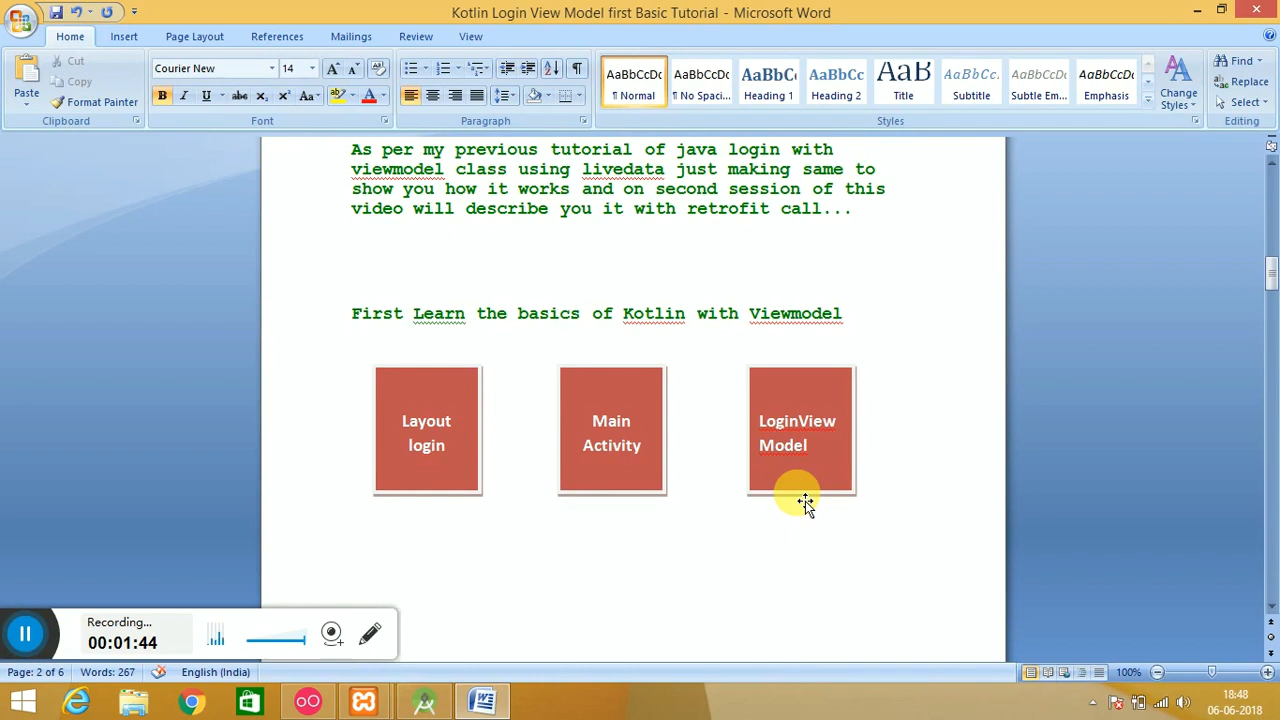 Kotlin Login View Model first Basic Tutorial - Microsoft Word
Home Insert Page Layout References Mailings Review View
Paste
Cut
Copy
Format Painter
Clipboard
Courier New 14
B I U abc x₂ x² Aa
Font
Paragraph
AaBbCcDc AaBbCcDc AaBbC AaBbCc AaB AaBbCc. AaBbCcDc AaBbCcDc
¶ Normal ¶ No Spaci... Heading 1 Heading 2 Title Subtitle Subtle Em... Emphasis
Change
Styles
Styles
Find
Replace
Select
Editing
As per my previous tutorial of java login with
viewmodel class using livedata just making same to
show you how it works and on second session of this
video will describe you it with retrofit call...
First Learn the basics of Kotlin with Viewmodel
Layout
login
Main
Activity
LoginView
Model
Recording...
00:01:44
Page: 2 of 6 Words: 267 English (India) 100%
18:48
06-06-2018